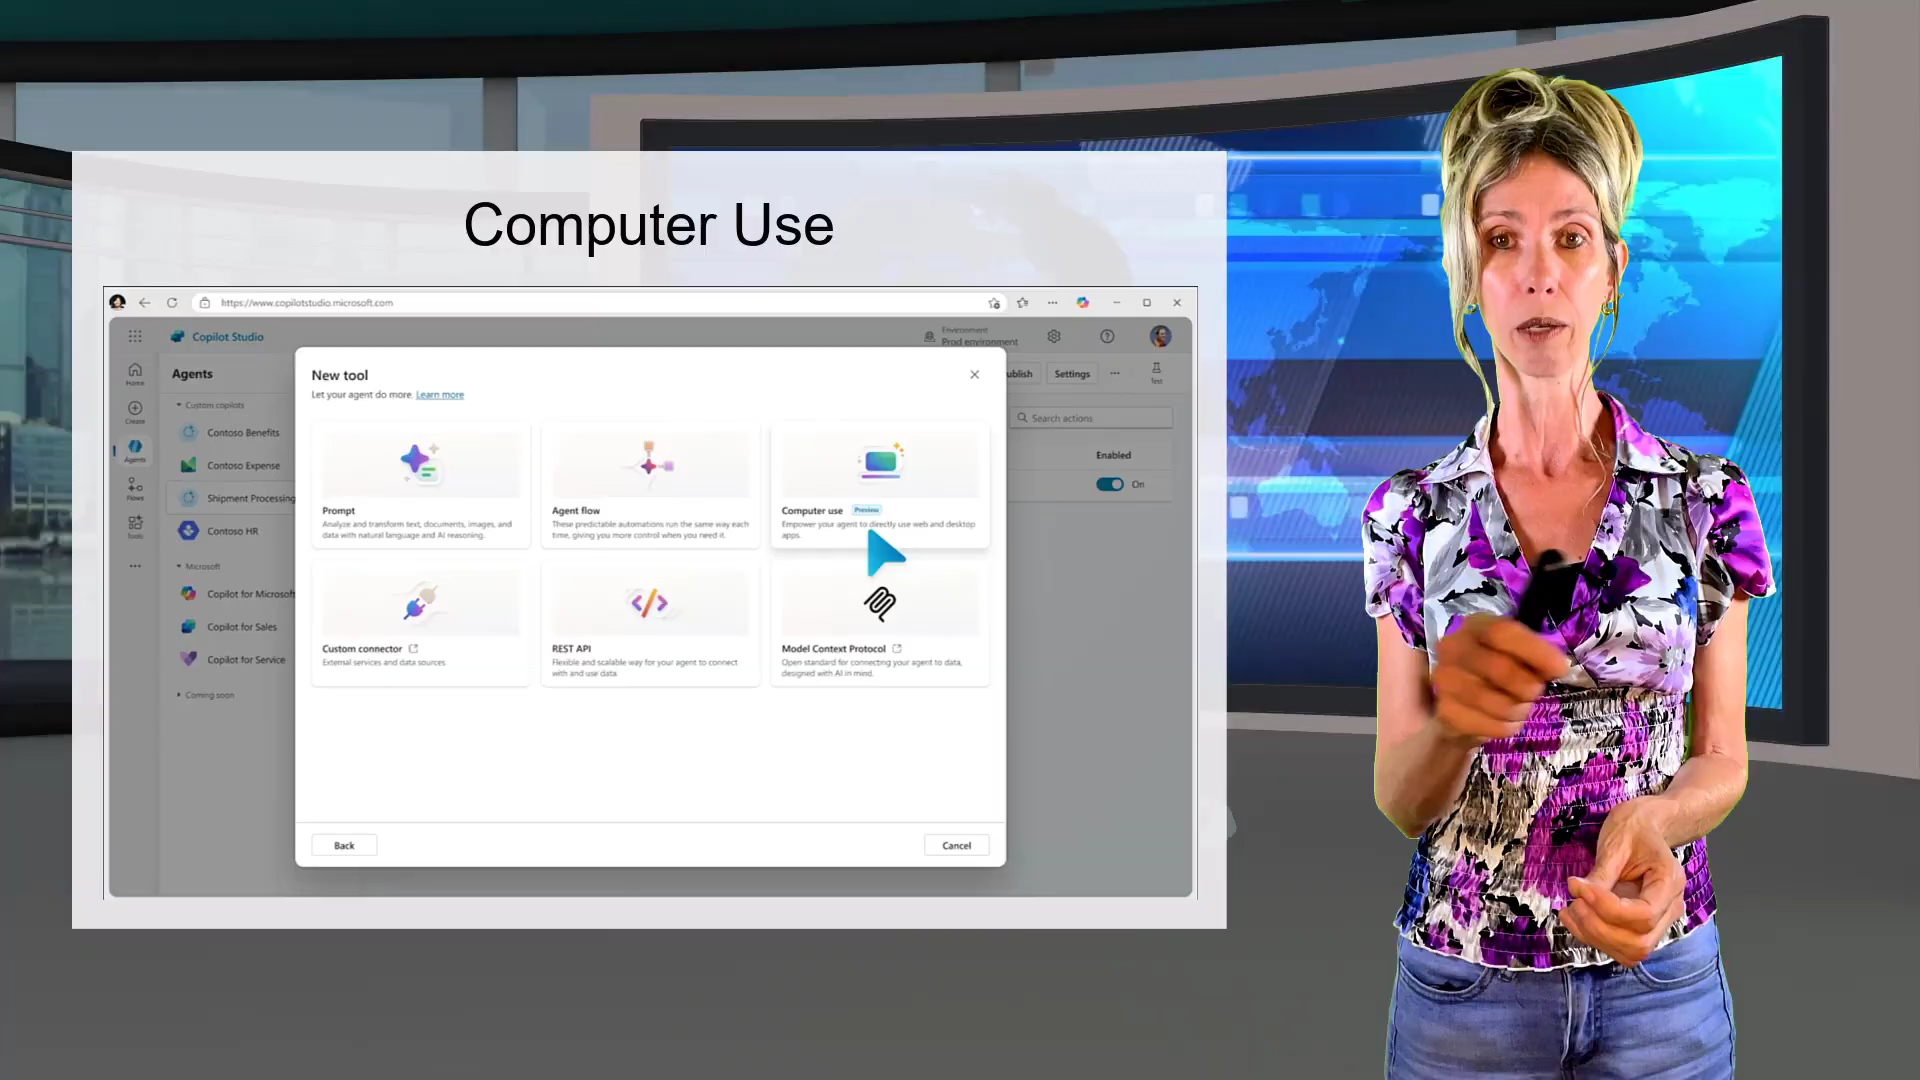 Computer Use
https://www.copilotstudio.microsoft.com
Copilot Studio
Environment
Prod environment
Home
Create
Agents
Flows
Tools
Agents
Custom copilots
Contoso Benefits
Contoso Expense
Shipment Processing
Contoso HR
Microsoft
Copilot for Microsoft
Copilot for Sales
Copilot for Service
Coming soon
ublish
Settings
Test
Search actions
Enabled
On
New tool
Let your agent do more. Learn more
Prompt
Analyze and transform text, documents, images, and
data with natural language and AI reasoning.
Agent flow
These predictable automations run the same way each
time, giving you more control when you need it.
Computer use Preview
Empower your agent to directly use web and desktop
apps.
Custom connector
External services and data sources.
REST API
Flexible and scalable way for your agent to connect
with and use data.
Model Context Protocol
Open standard for connecting your agent to data,
designed with AI in mind.
Back
Cancel